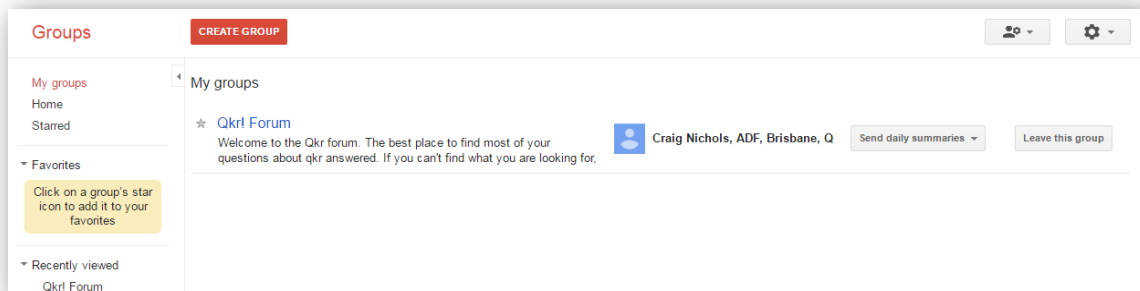 Groups
CREATE GROUP
My groups
Home
Starred
Favorites
Click on a group's star
icon to add it to your
favorites
Recently viewed
Qkr! Forum
My groups
Qkr! Forum
Welcome to the Qkr forum. The best place to find most of your
questions about qkr answered. If you can't find what you are looking for,
Craig Nichols, ADF, Brisbane, Q
Send daily summaries
Leave this group